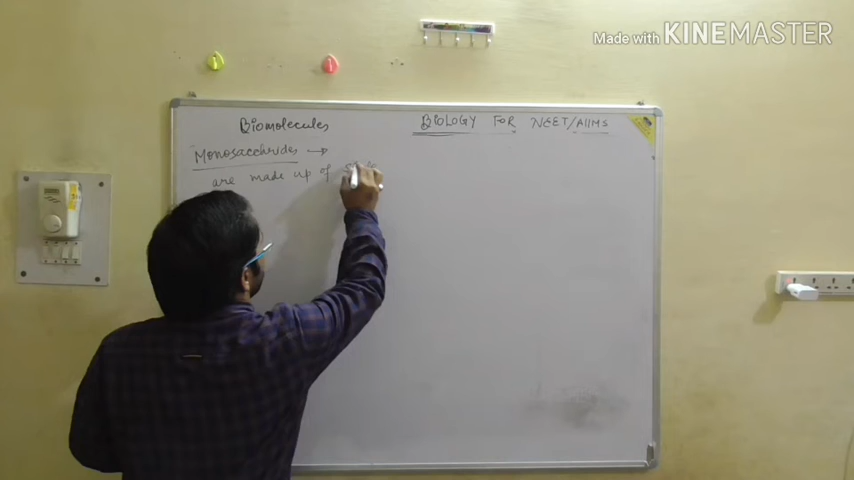 Made with KINEMASTER
Biomolecules
BIOLOGY FOR NEET/AIIMS
Monosaccharides →
are made up of